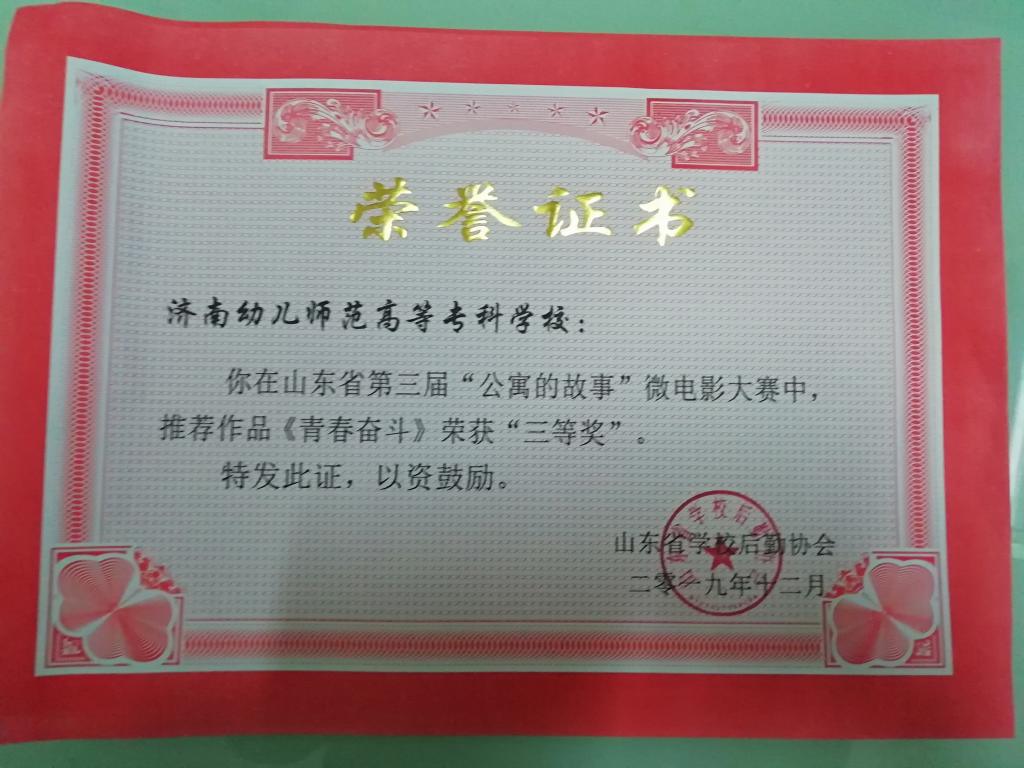 荣誉证书
济南幼儿师范高等专科学校：
你在山东省第三届“公寓的故事”微电影大赛中，
推荐作品《青春奋斗》荣获“三等奖”。
特发此证，以资鼓励。
山东省学校后勤协会
二零一九年十二月